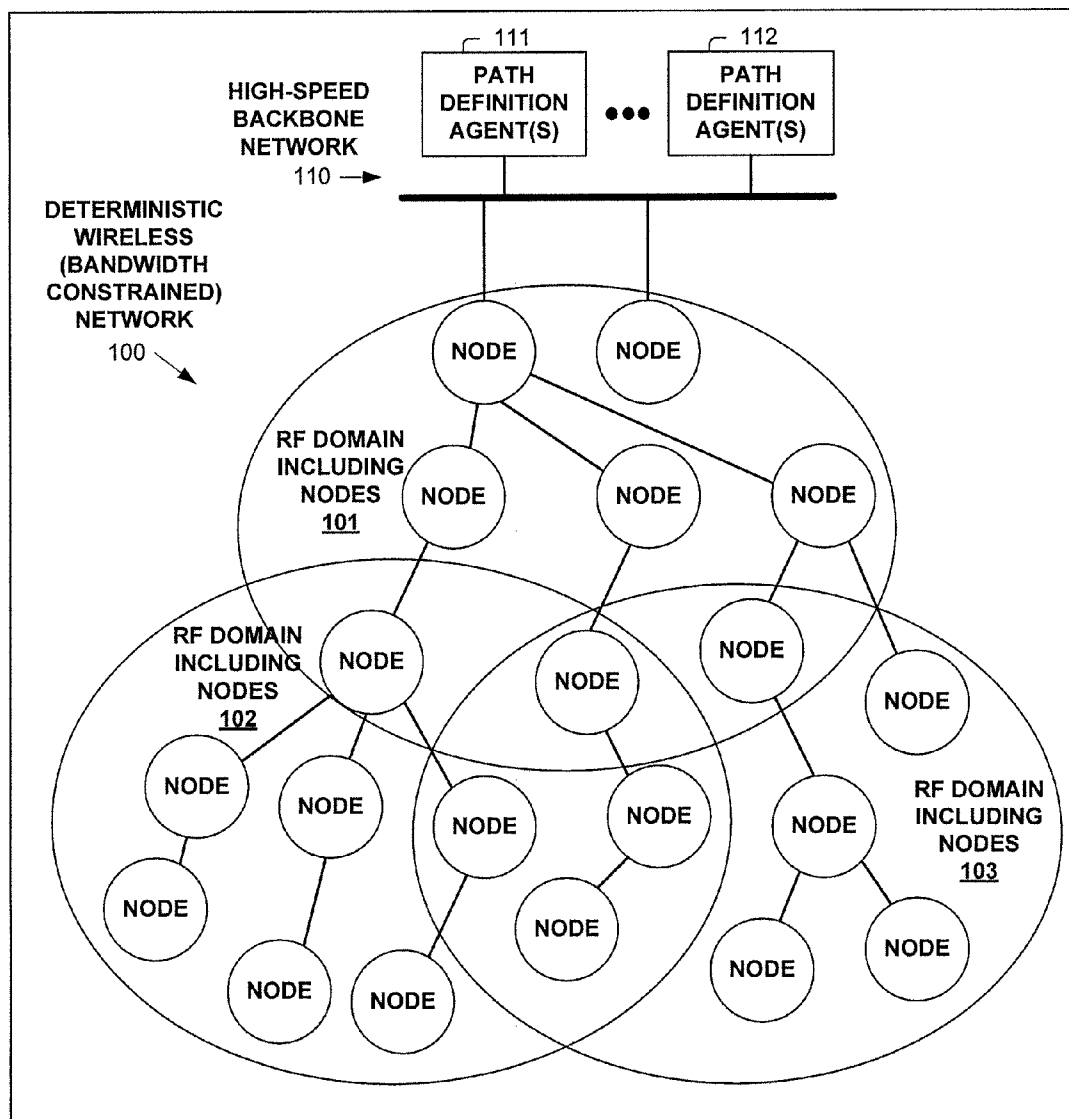 111
112
PATH
DEFINITION
AGENT(S)
PATH
DEFINITION
AGENT(S)
HIGH-SPEED
BACKBONE
NETWORK
110
DETERMINISTIC
WIRELESS
(BANDWIDTH
CONSTRAINED)
NETWORK
100
NODE
NODE
RF DOMAIN
INCLUDING
NODES
101
NODE
NODE
NODE
RF DOMAIN
INCLUDING
NODES
102
NODE
NODE
NODE
NODE
NODE
NODE
NODE
NODE
NODE
RF DOMAIN
INCLUDING
NODES
103
NODE
NODE
NODE
NODE
NODE
NODE